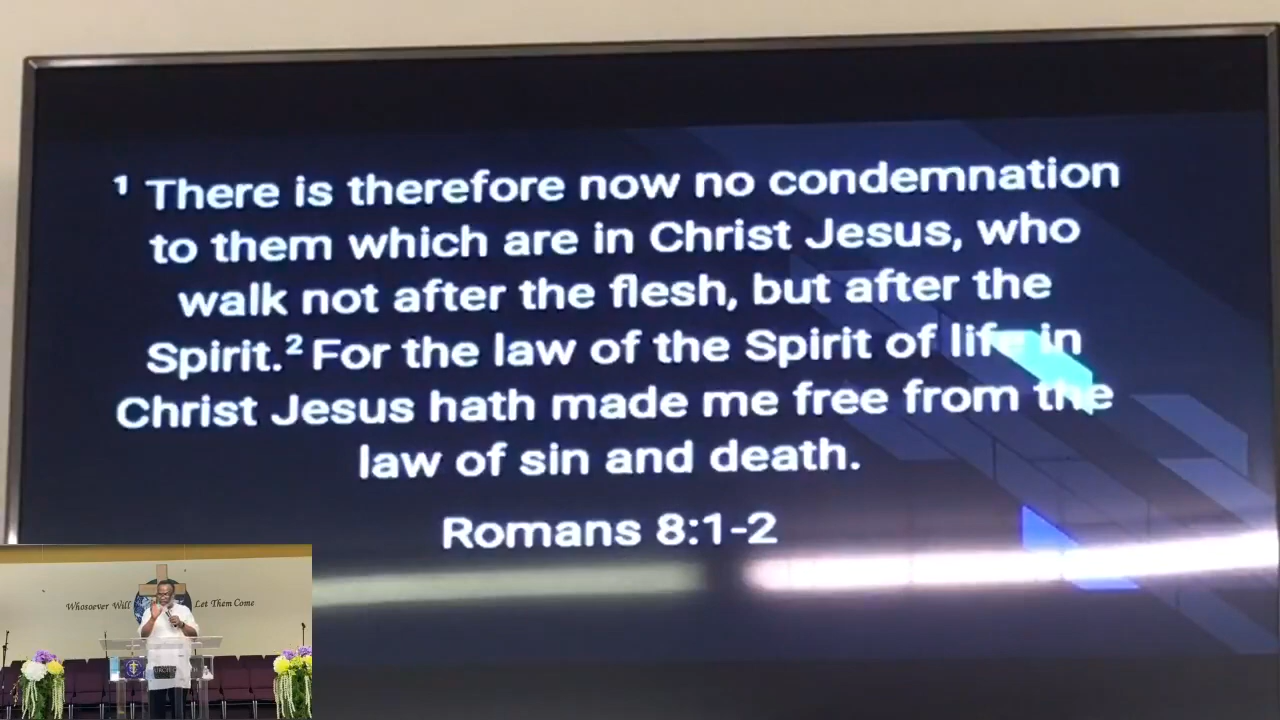 ¹ There is therefore now no condemnation
to them which are in Christ Jesus, who
walk not after the flesh, but after the
Spirit.² For the law of the Spirit of life in
Christ Jesus hath made me free from the
law of sin and death.
Romans 8:1-2
Whosoever Will Let Them Come